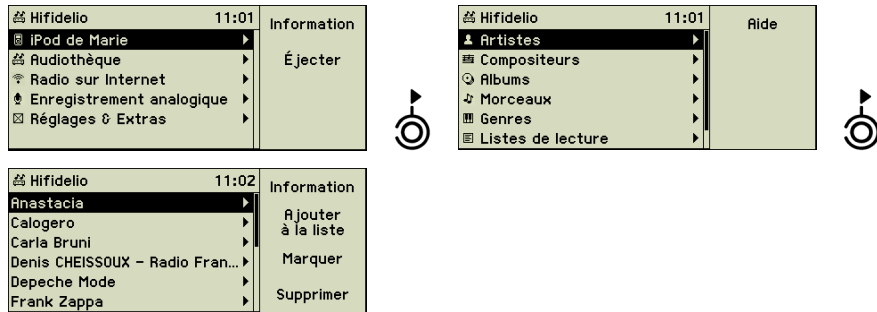 Hifidelio 11:01
iPod de Marie
Audiothèque
Radio sur Internet
Enregistrement analogique
Réglages & Extras
Information
Éjecter
Hifidelio 11:01
Artistes
Compositeurs
Albums
Morceaux
Genres
Listes de lecture
Aide
Hifidelio 11:02
Anastacia
Calogero
Carla Bruni
Denis CHEISSOUX - Radio Fran...
Depeche Mode
Frank Zappa
Information
Ajouter
à la liste
Marquer
Supprimer